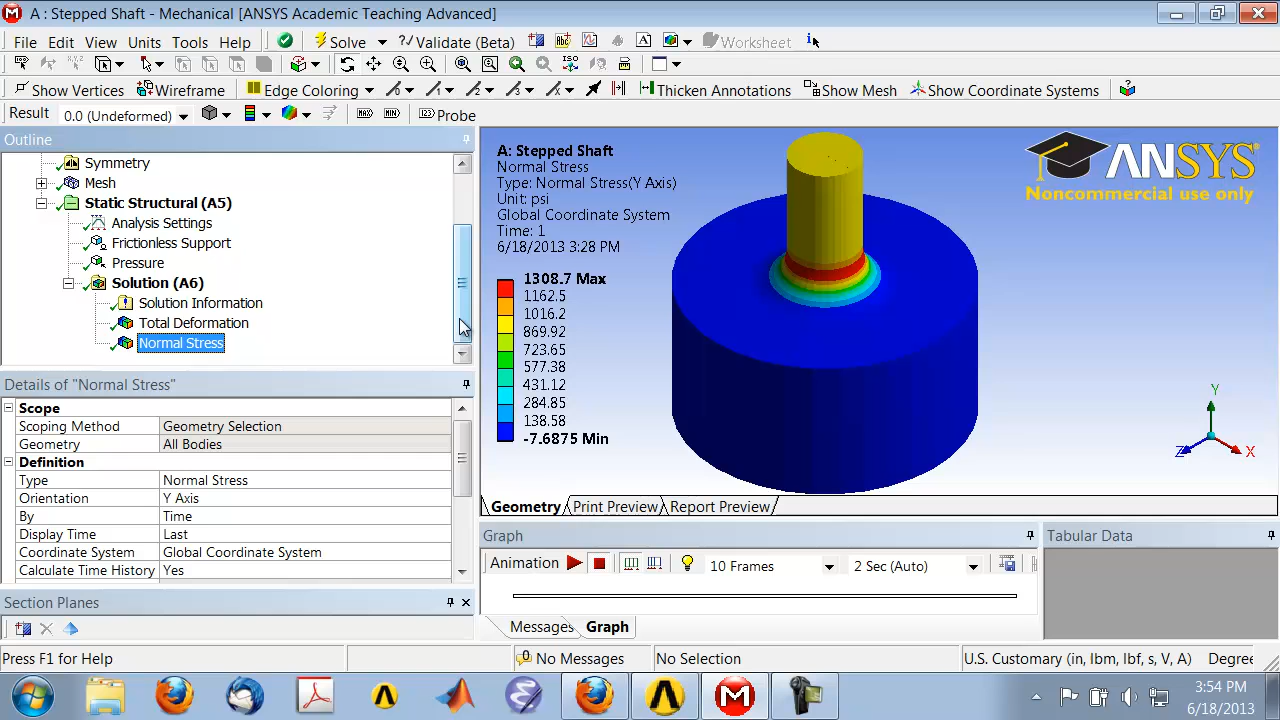 A : Stepped Shaft - Mechanical [ANSYS Academic Teaching Advanced]
File Edit View Units Tools Help Solve Validate (Beta) Worksheet
Show Vertices Wireframe Edge Coloring Thicken Annotations Show Mesh Show Coordinate Systems
Result 0.0 (Undeformed) MAX MIN Probe
Outline
Symmetry
Mesh
Static Structural (A5)
Analysis Settings
Frictionless Support
Pressure
Solution (A6)
Solution Information
Total Deformation
Normal Stress
Details of "Normal Stress"
Scope
Scoping Method Geometry Selection
Geometry All Bodies
Definition
Type Normal Stress
Orientation Y Axis
By Time
Display Time Last
Coordinate System Global Coordinate System
Calculate Time History Yes
Section Planes
A: Stepped Shaft
Normal Stress
Type: Normal Stress(Y Axis)
Unit: psi
Global Coordinate System
Time: 1
6/18/2013 3:28 PM
1308.7 Max
1162.5
1016.2
869.92
723.65
577.38
431.12
284.85
138.58
-7.6875 Min
ANSYS
Noncommercial use only
Y
Z
X
Geometry Print Preview Report Preview
Graph
Animation 10 Frames 2 Sec (Auto)
Messages Graph
Tabular Data
Press F1 for Help 0 No Messages No Selection U.S. Customary (in, lbm, lbf, s, V, A) Degree
3:54 PM
6/18/2013